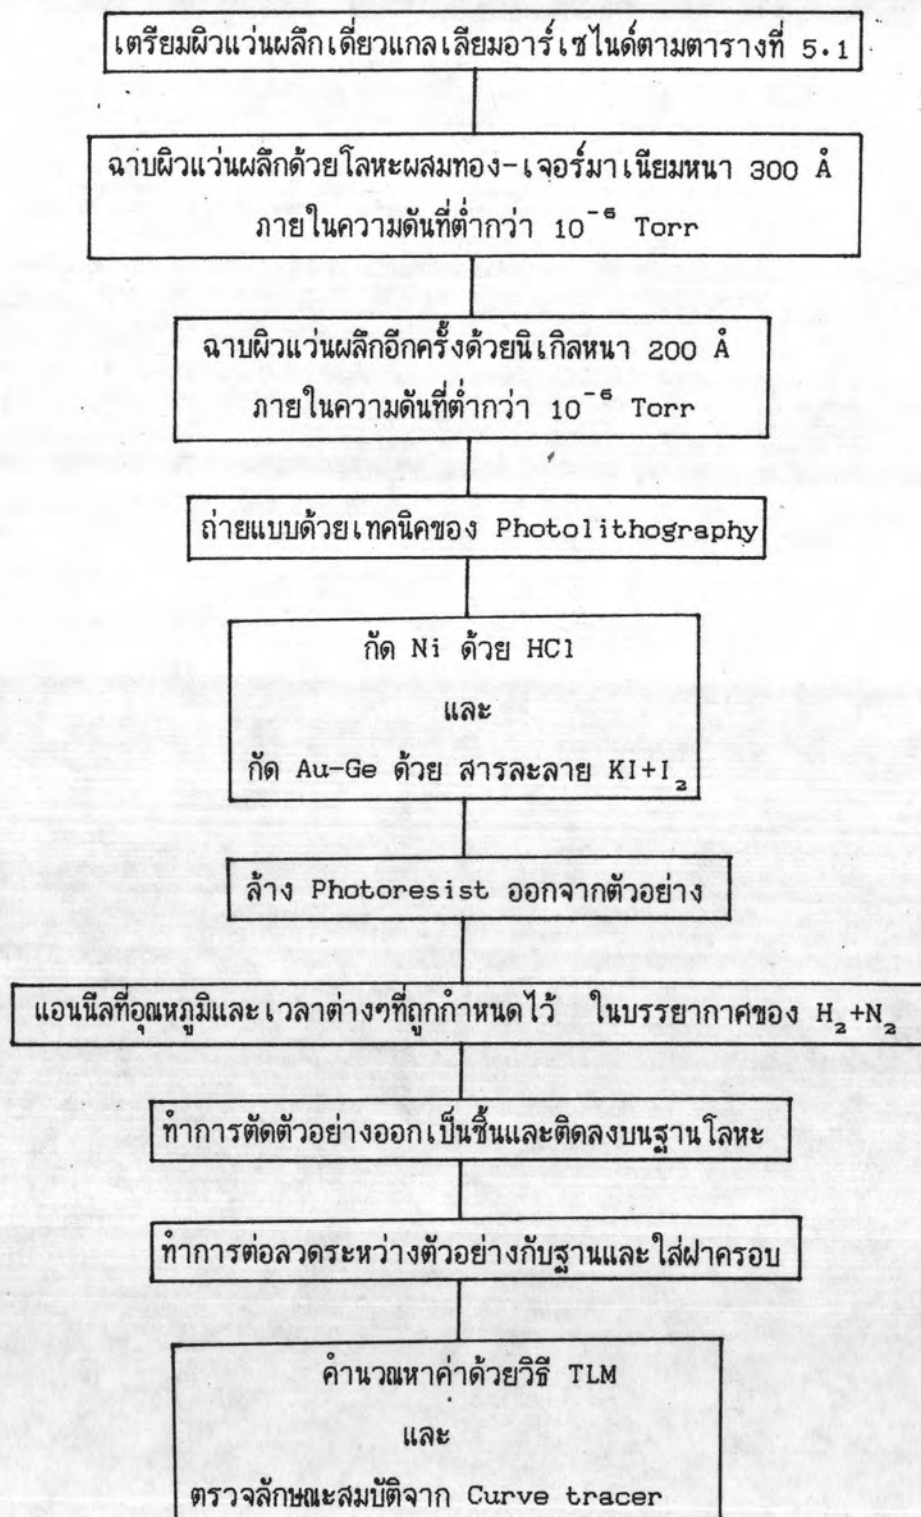 เตรียมผิวแว่นผลึกเดี่ยวแกลเลียมอาร์เซไนด์ตามตารางที่ 5.1
ฉาบผิวแว่นผลึกด้วยโลหะผสมทอง-เจอร์มาเนียมหนา 300 Å
ภายในความดันที่ต่ำกว่า 10⁻⁶ Torr
ฉาบผิวแว่นผลึกอีกครั้งด้วยนิเกิลหนา 200 Å
ภายในความดันที่ต่ำกว่า 10⁻⁶ Torr
ถ่ายแบบด้วยเทคนิคของ Photolithography
กัด Ni ด้วย HCl
และ
กัด Au-Ge ด้วย สารละลาย KI+I₂
ล้าง Photoresist ออกจากตัวอย่าง
แอนนีลที่อุณหภูมิและเวลาต่างๆที่ถูกกำหนดไว้ ในบรรยากาศของ H₂+N₂
ทำการตัดตัวอย่างออกเป็นชิ้นและติดลงบนฐานโลหะ
ทำการต่อลวดระหว่างตัวอย่างกับฐานและใส่ฝาครอบ
คำนวณหาค่าด้วยวิธี TLM
และ
ตรวจลักษณะสมบัติจาก Curve tracer